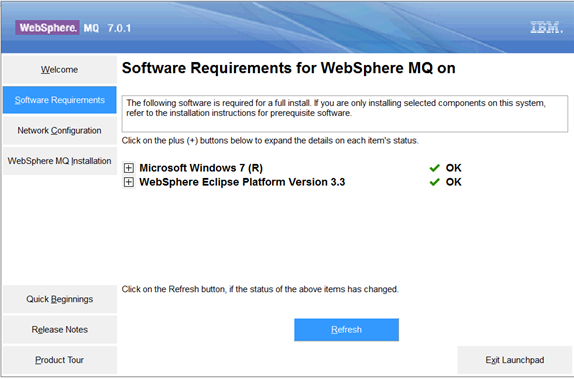 WebSphere. MQ 7.0.1
IBM.
Welcome
Software Requirements
Network Configuration
WebSphere MQ Installation
Quick Beginnings
Release Notes
Product Tour
Software Requirements for WebSphere MQ on
The following software is required for a full install. If you are only installing selected components on this system,
refer to the installation instructions for prerequisite software.
Click on the plus (+) buttons below to expand the details on each item's status.
Microsoft Windows 7 (R) OK
WebSphere Eclipse Platform Version 3.3 OK
Click on the Refresh button, if the status of the above items has changed.
Refresh
Exit Launchpad